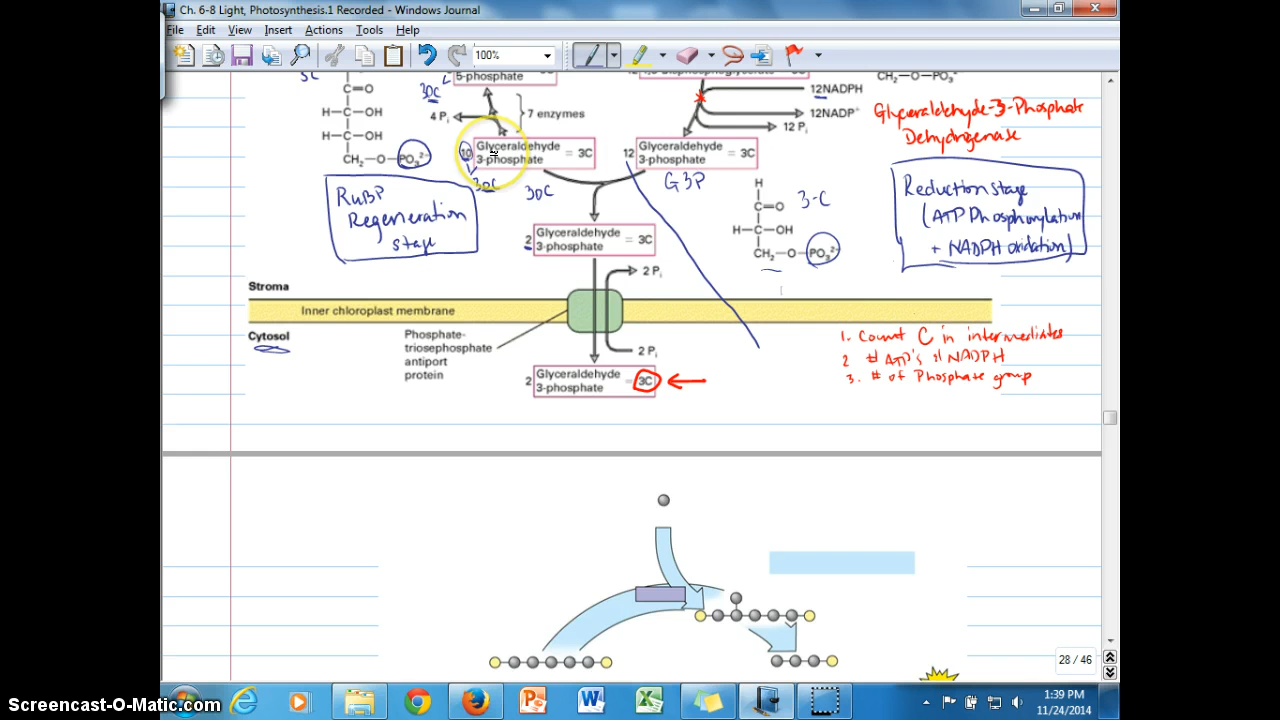 Ch. 6-8 Light, Photosynthesis.1 Recorded - Windows Journal
File Edit View Insert Actions Tools Help
100%
5C
C=O
H—C—OH
H—C—OH
CH₂—O—PO₃²⁻
5-phosphate
30C
4 Pi
7 enzymes
12NADPH
12NADP⁺
12 Pi
CH₂—O—PO₃²⁻
Glyceraldehyde-3-Phosphate
Dehydrogenase
10 Glyceraldehyde 3-phosphate = 3C
30C
30C
12 Glyceraldehyde 3-phosphate = 3C
G3P
RuBP
Regeneration
stage
H
C=O
3-C
H—C—OH
CH₂—O—PO₃²⁻
Reduction stage
(ATP Phosphorylation
+ NADPH oxidation)
2 Glyceraldehyde 3-phosphate = 3C
2 Pi
Stroma
Inner chloroplast membrane
Cytosol
Phosphate-
triosephosphate
antiport
protein
2 Pi
2 Glyceraldehyde 3-phosphate = 3C
1. Count C in intermediates
2 # ATP's " NADPH
3. # of Phosphate group
28 / 46
Screencast-O-Matic.com
1:39 PM
11/24/2014